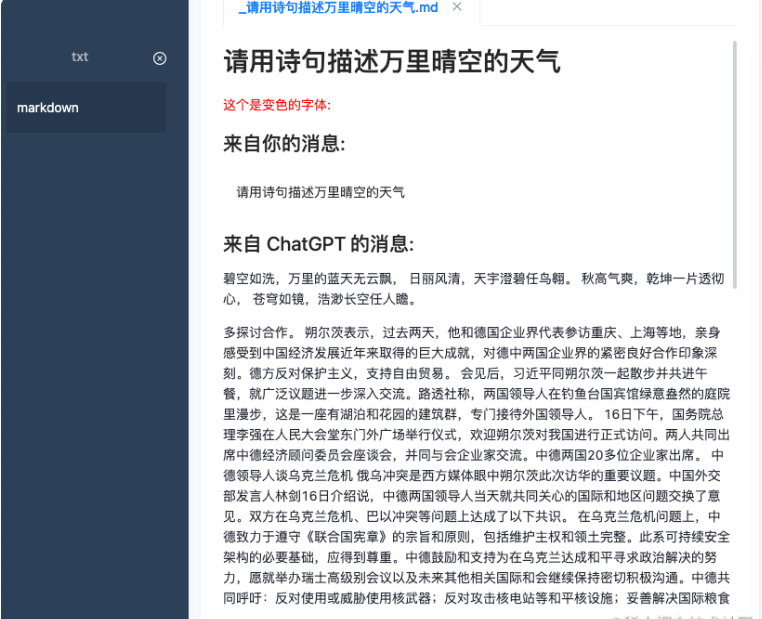 _请用诗句描述万里晴空的天气.md ×
txt
markdown
请用诗句描述万里晴空的天气
这个是变色的字体:
来自你的消息:
请用诗句描述万里晴空的天气
来自 ChatGPT 的消息:
碧空如洗，万里的蓝天无云飘， 日丽风清，天宇澄碧任鸟翱。 秋高气爽，乾坤一片透彻
心， 苍穹如镜，浩渺长空任人瞻。
多探讨合作。 朔尔茨表示，过去两天，他和德国企业界代表参访重庆、上海等地，亲身
感受到中国经济发展近年来取得的巨大成就，对德中两国企业界的紧密良好合作印象深
刻。德方反对保护主义，支持自由贸易。 会见后，习近平同朔尔茨一起散步并共进午
餐，就广泛议题进一步深入交流。路透社称，两国领导人在钓鱼台国宾馆绿意盎然的庭院
里漫步，这是一座有湖泊和花园的建筑群，专门接待外国领导人。 16日下午，国务院总
理李强在人民大会堂东门外广场举行仪式，欢迎朔尔茨对我国进行正式访问。两人共同出
席中德经济顾问委员会座谈会，并同与会企业家交流。中德两国20多位企业家出席。 中
德领导人谈乌克兰危机 俄乌冲突是西方媒体眼中朔尔茨此次访华的重要议题。中国外交
部发言人林剑16日介绍说，中德两国领导人当天就共同关心的国际和地区问题交换了意
见。双方在乌克兰危机、巴以冲突等问题上达成了以下共识。 在乌克兰危机问题上，中
德致力于遵守《联合国宪章》的宗旨和原则，包括维护主权和领土完整。此系可持续安全
架构的必要基础，应得到尊重。中德鼓励和支持为在乌克兰达成和平寻求政治解决的努
力，愿就举办瑞士高级别会议以及未来其他相关国际和会继续保持密切积极沟通。中德共
同呼吁：反对使用或威胁使用核武器；反对攻击核电站等和平核设施；妥善解决国际粮食